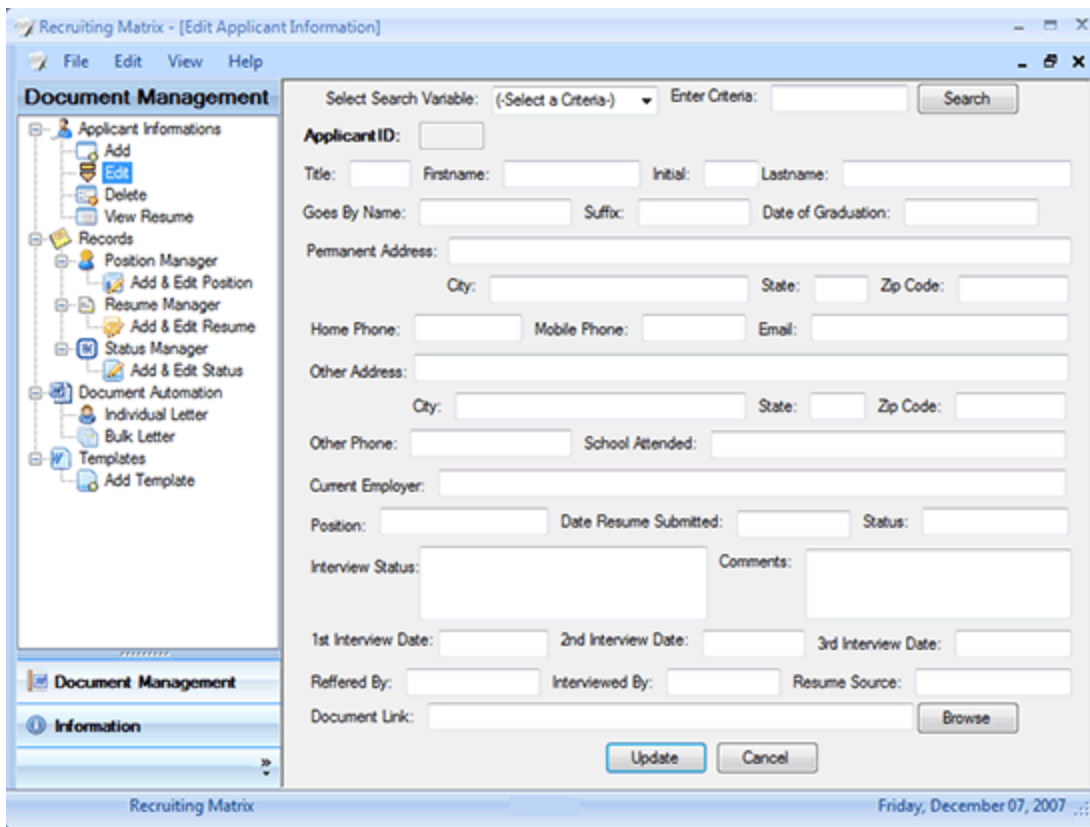 Recruiting Matrix - [Edit Applicant Information]
File Edit View Help
Document Management
Applicant Informations
Add
Edit
Delete
View Resume
Records
Position Manager
Add & Edit Position
Resume Manager
Add & Edit Resume
Status Manager
Add & Edit Status
Document Automation
Individual Letter
Bulk Letter
Templates
Add Template
Document Management
Information
Select Search Variable: (-Select a Criteria-) Enter Criteria: Search
ApplicantID:
Title: Firstname: Initial: Lastname:
Goes By Name: Suffix: Date of Graduation:
Permanent Address:
City: State: Zip Code:
Home Phone: Mobile Phone: Email:
Other Address:
City: State: Zip Code:
Other Phone: School Attended:
Current Employer:
Position: Date Resume Submitted: Status:
Interview Status: Comments:
1st Interview Date: 2nd Interview Date: 3rd Interview Date:
Reffered By: Interviewed By: Resume Source:
Document Link: Browse
Update Cancel
Recruiting Matrix Friday, December 07, 2007